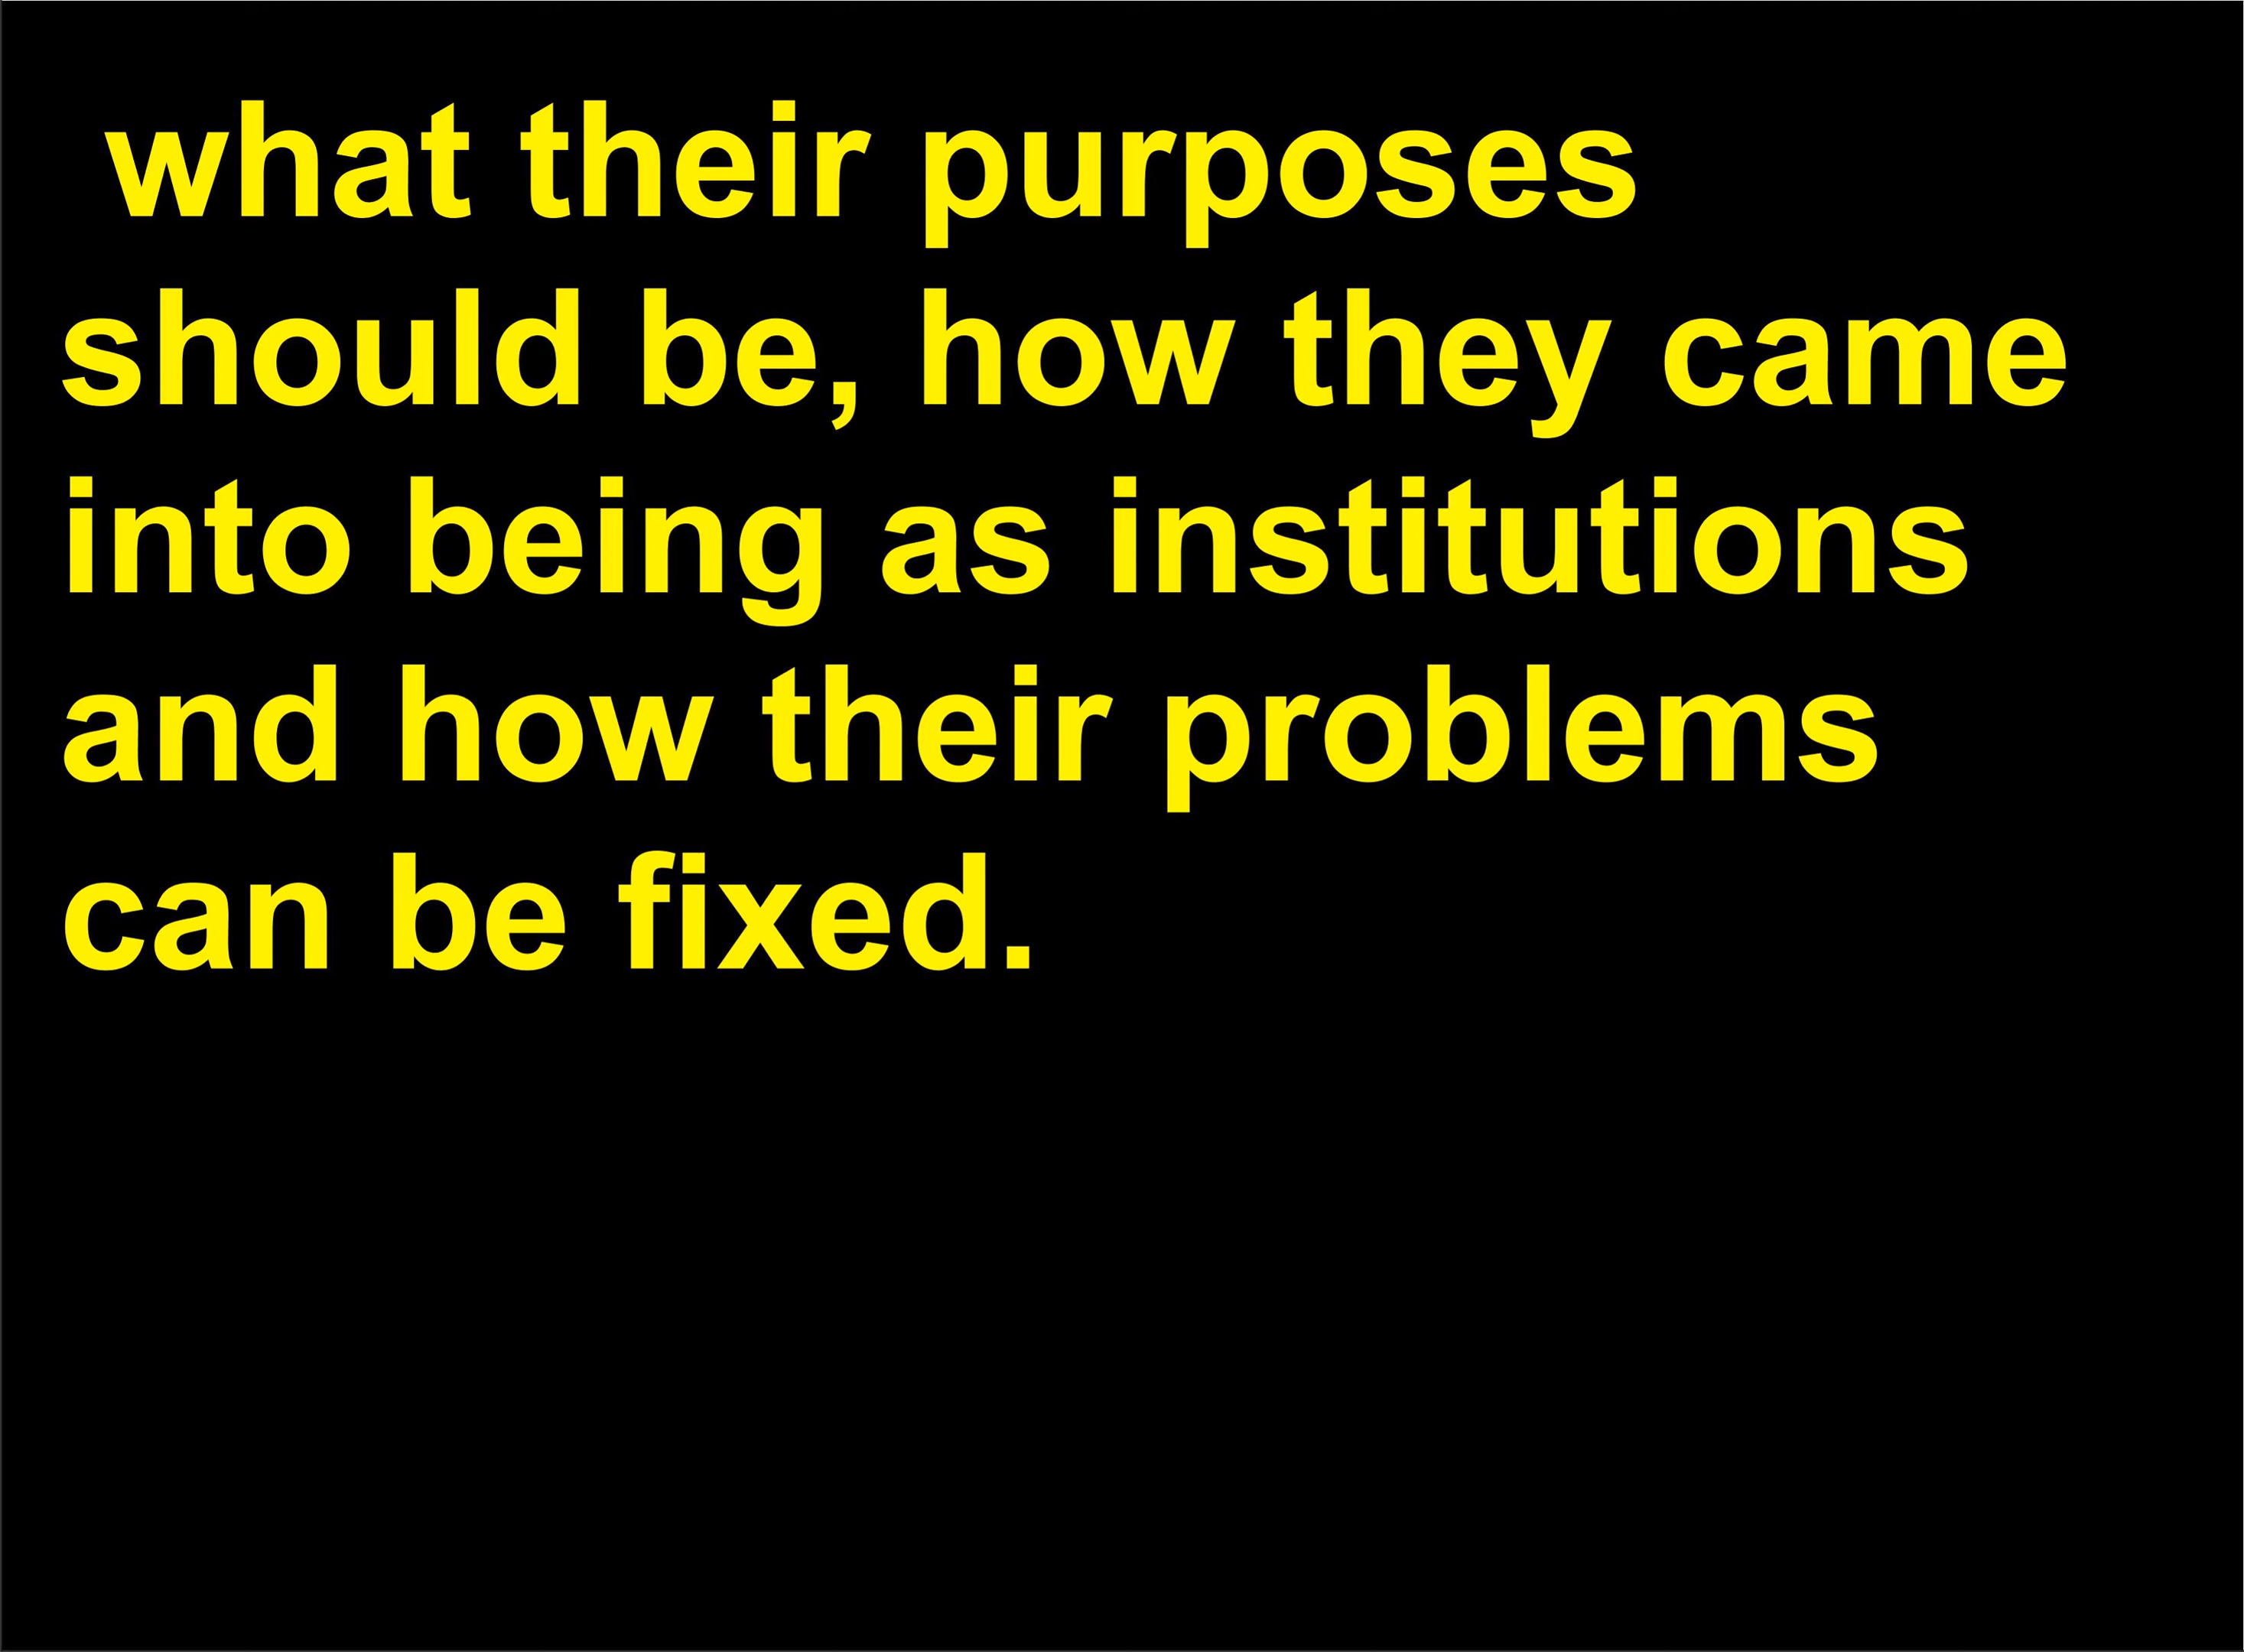 what their purposes
should be, how they came
into being as institutions
and how their problems
can be fixed.